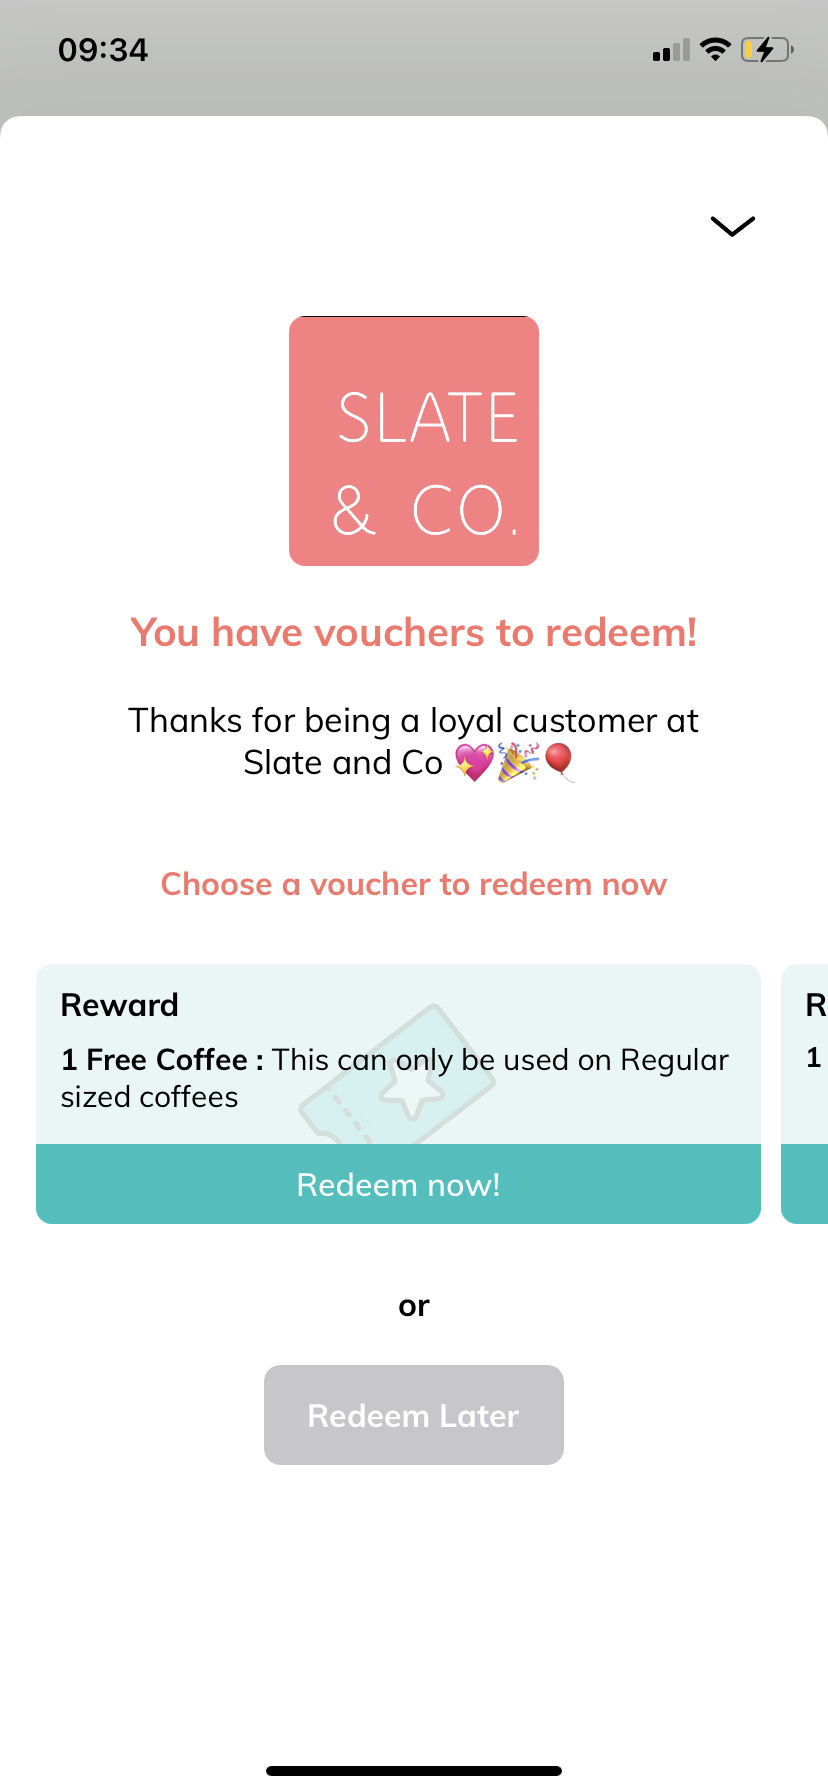 09:34
SLATE
& CO.
You have vouchers to redeem!
Thanks for being a loyal customer at
Slate and Co 💖🎉🎈
Choose a voucher to redeem now
Reward
1 Free Coffee : This can only be used on Regular
sized coffees
Redeem now!
R
1
or
Redeem Later